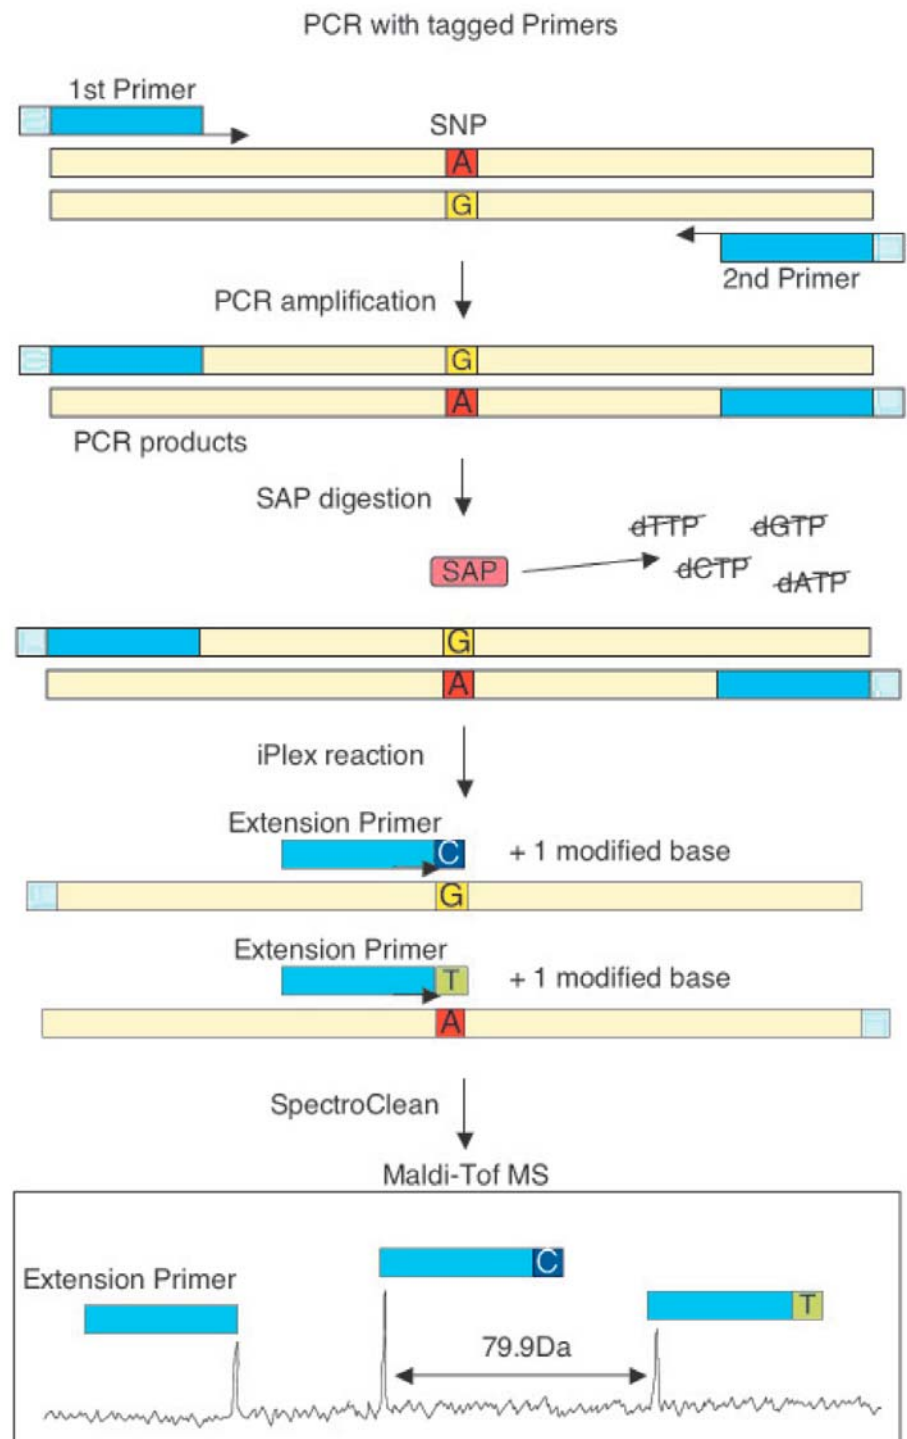 PCR with tagged Primers
1st Primer
SNP
A
G
2nd Primer
PCR amplification
G
A
PCR products
SAP digestion
dTTP dGTP
SAP
dCTP dATP
G
A
iPlex reaction
Extension Primer
C + 1 modified base
G
Extension Primer
T + 1 modified base
A
SpectroClean
Maldi-Tof MS
C
Extension Primer
T
79.9Da